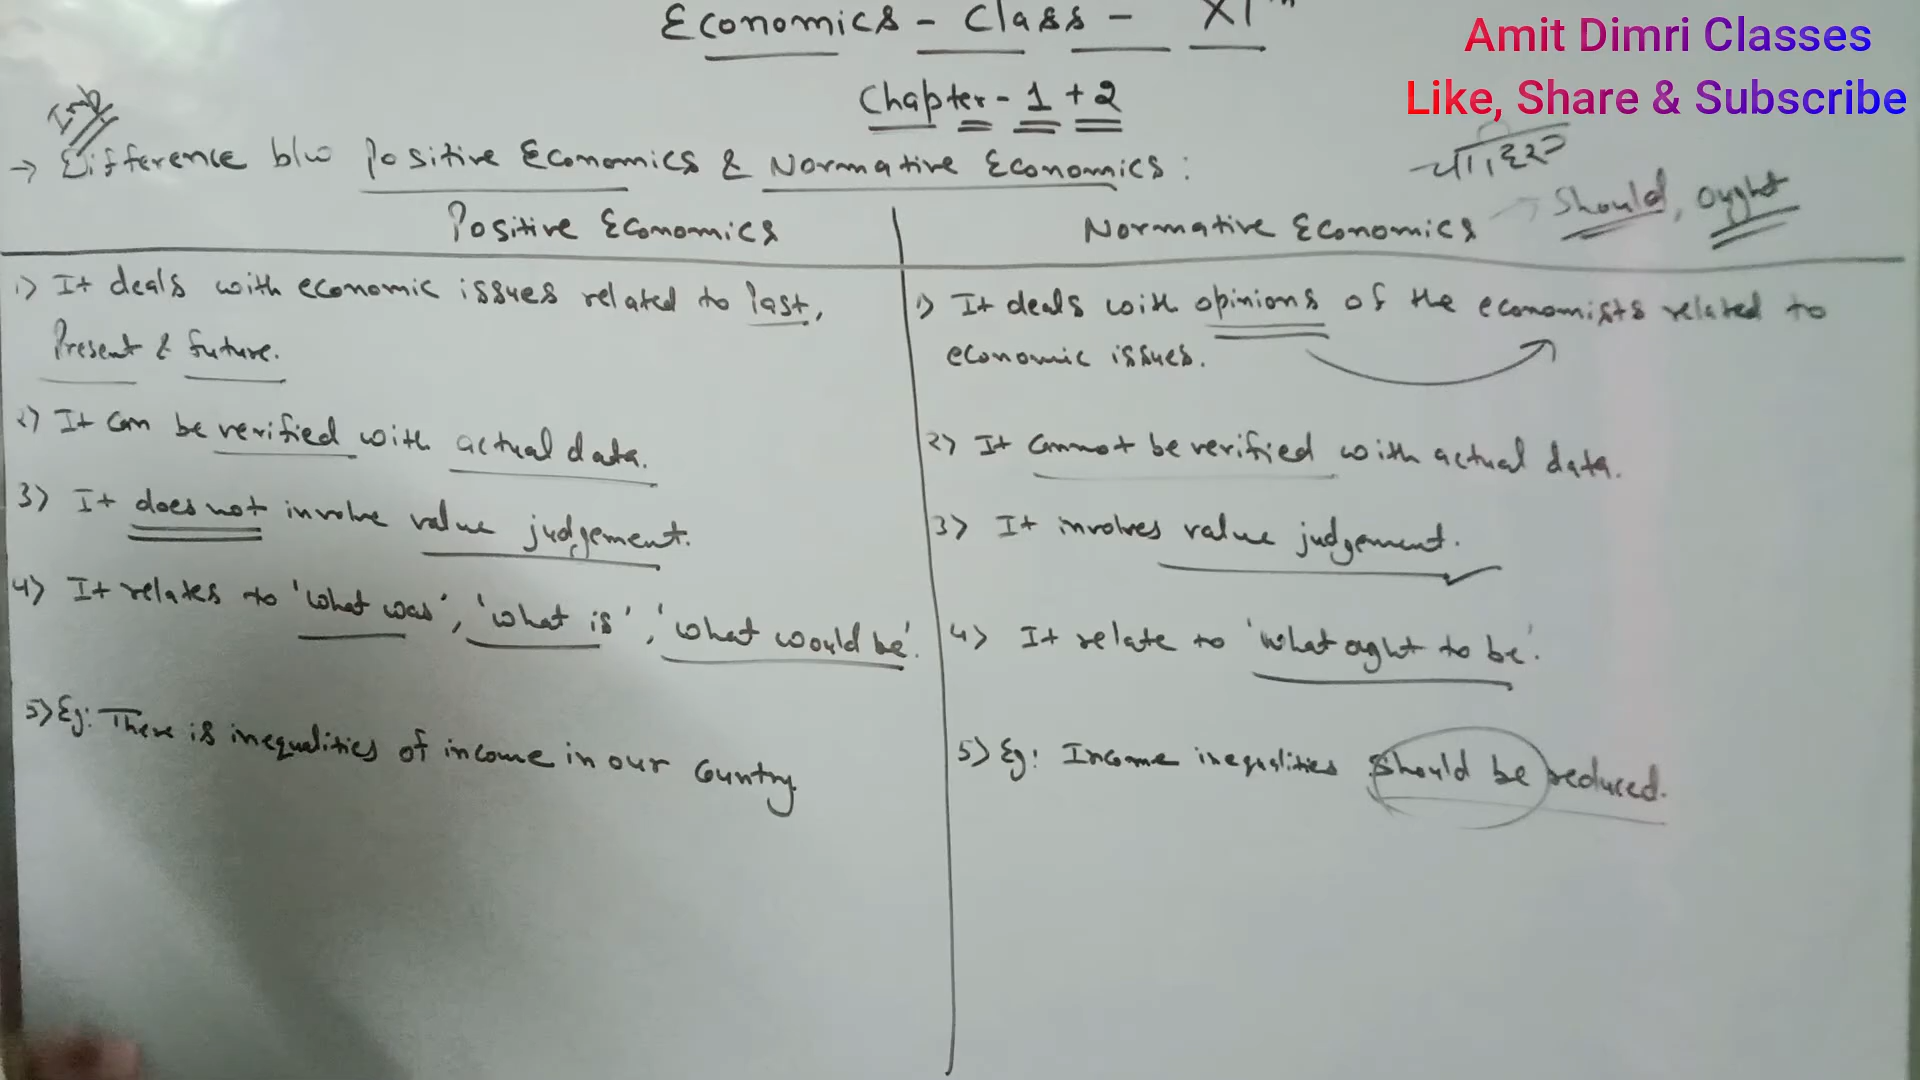 Economics - Class - XIth
Amit Dimri Classes
Like, Share & Subscribe
Chapter - 1 + 2
Imp
→ Difference b/w Positive Economics & Normative Economics :
चाहिए
Should, Ought
Positive Economics
Normative Economics
1) It deals with economic issues related to Past,
Present & future.
2) It can be verified with actual data.
3) It does not involve value judgement.
4) It relates to 'what was', 'what is', 'what would be'.
5) Eg: There is inequalities of income in our Country.
1) It deals with opinions of the economists related to
economic issues.
2) It cannot be verified with actual data.
3) It involves value judgement.
4) It relate to 'what aght to be'.
5) Eg: Income inequalities should be reduced.